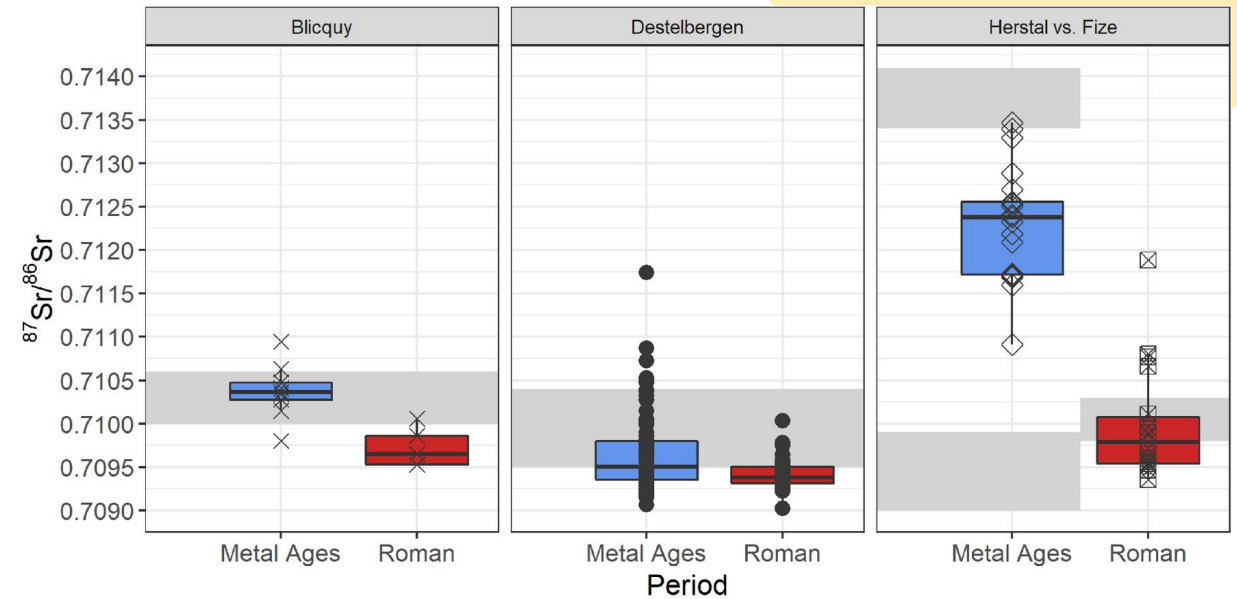 Blicquy
Destelbergen
Herstal vs. Fize
⁸⁷Sr/⁸⁶Sr
0.7140
0.7135
0.7130
0.7125
0.7120
0.7115
0.7110
0.7105
0.7100
0.7095
0.7090
Metal Ages Roman
Metal Ages Roman
Metal Ages Roman
Period